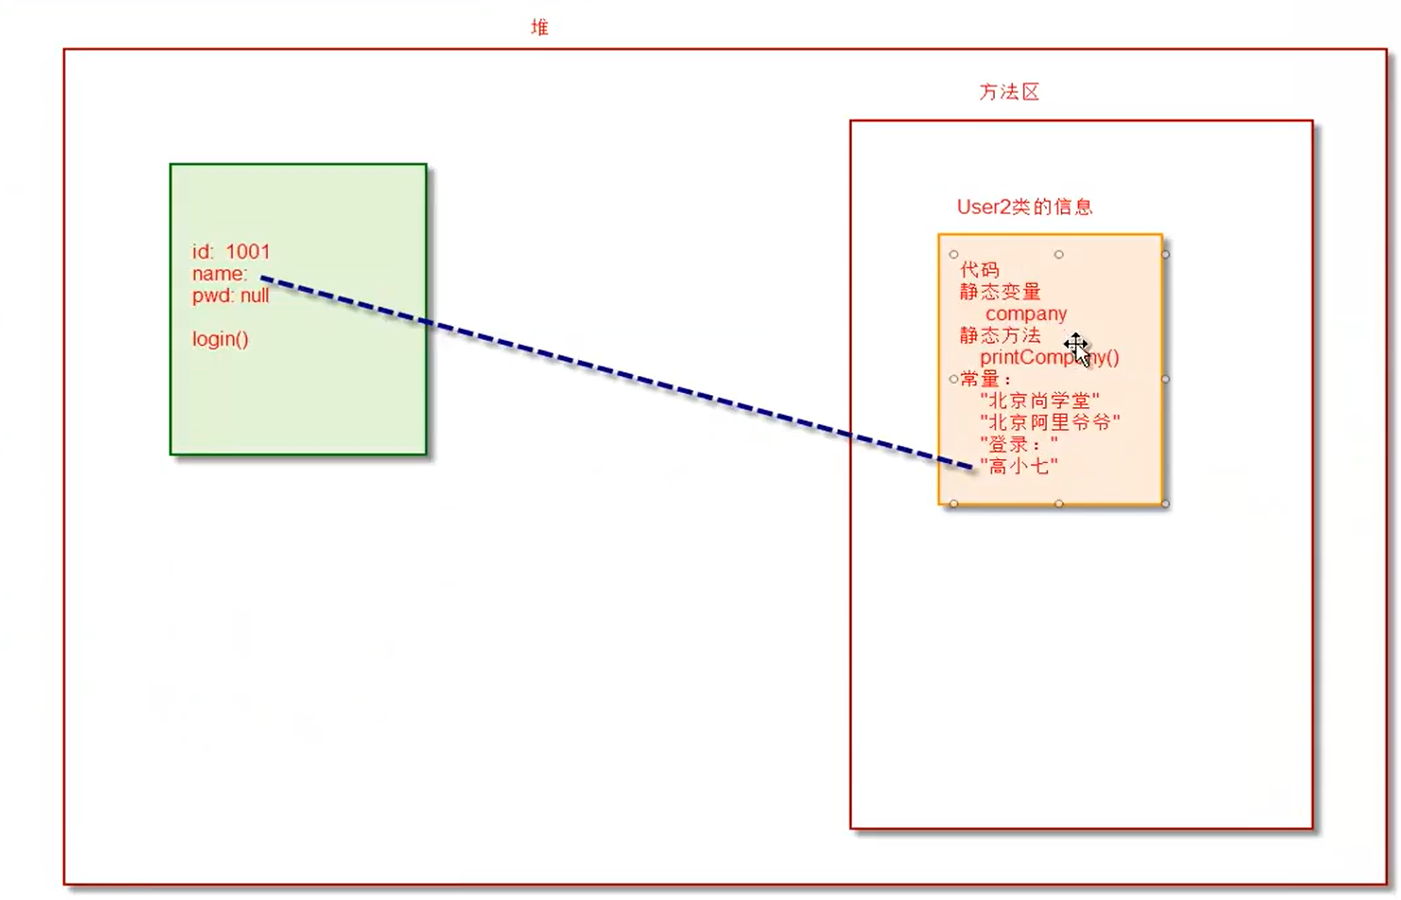 堆
方法区
User2类的信息
id: 1001
name:
pwd: null
login()
代码
静态变量
company
静态方法
printCompany()
常量：
"北京尚学堂"
"北京阿里爷爷"
"登录："
"高小七"